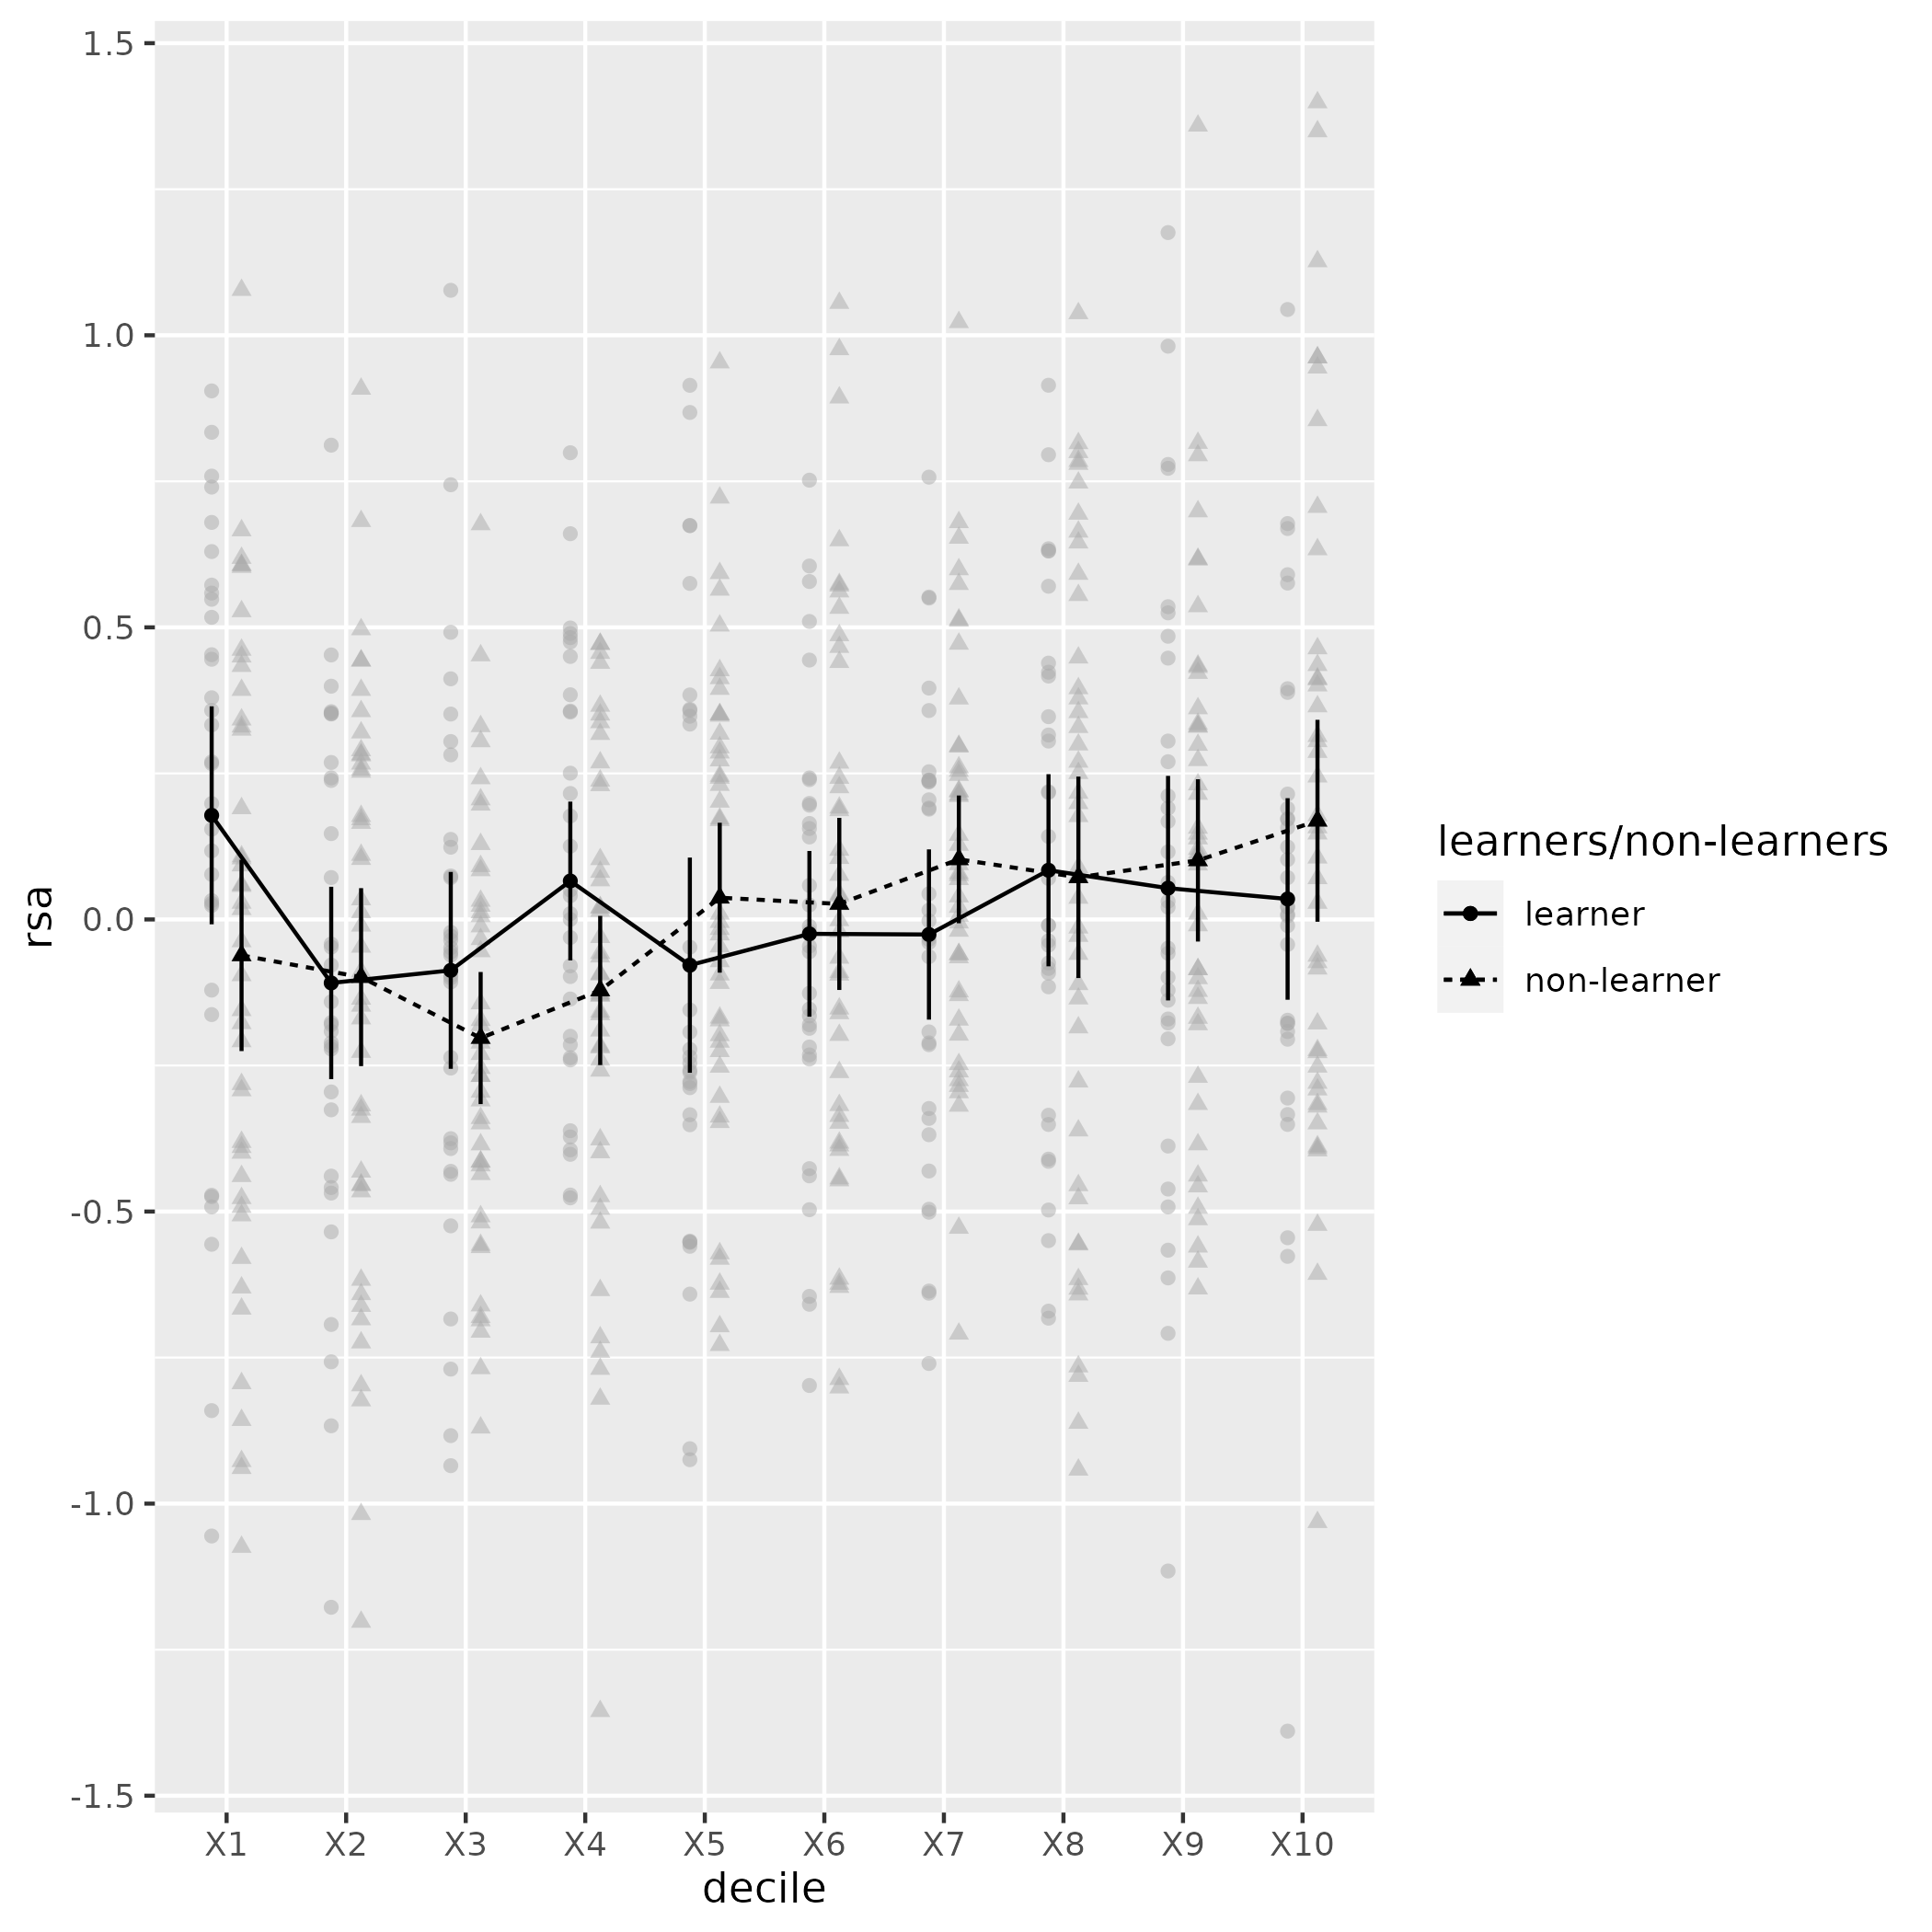 1.5
1.0
0.5
0.0
-0.5
-1.0
-1.5
rsa
X1 X2 X3 X4 X5 X6 X7 X8 X9 X10
decile
learners/non-learners
learner
non-learner